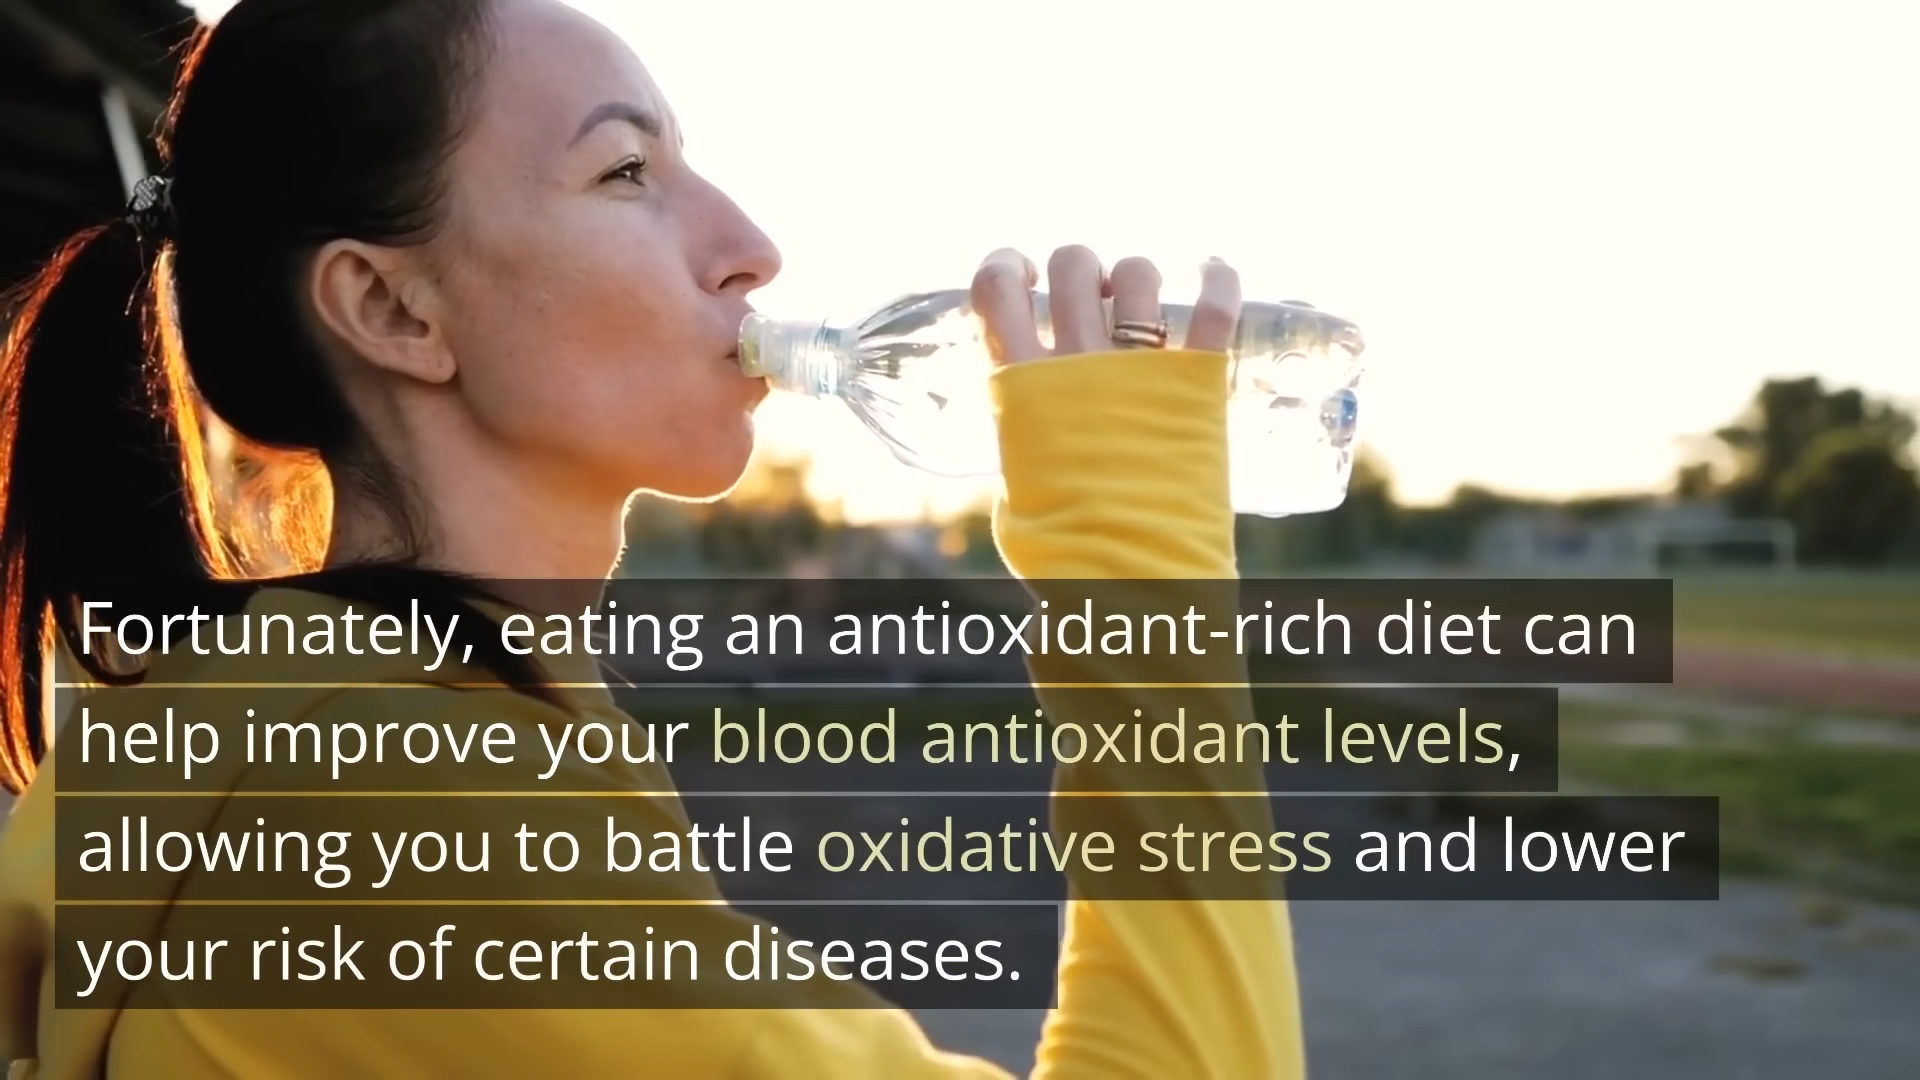 Fortunately, eating an antioxidant-rich diet can
help improve your blood antioxidant levels,
allowing you to battle oxidative stress and lower
your risk of certain diseases.